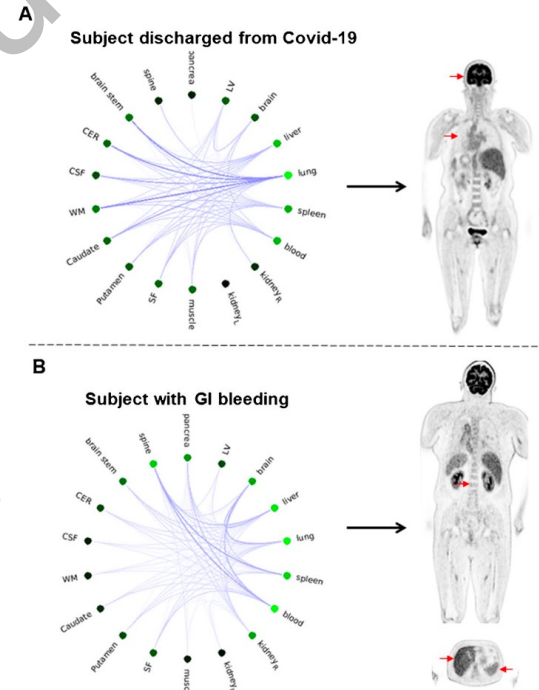 A
Subject discharged from Covid-19
pancrea
spine
LV
brain stem
brain
CER
liver
CSF
lung
WM
spleen
Caudate
blood
Putamen
kidneyR
SF
muscle
kidneyL
B
Subject with GI bleeding
pancrea
spine
LV
brain stem
brain
CER
liver
CSF
lung
WM
spleen
Caudate
blood
Putamen
kidneyR
SF